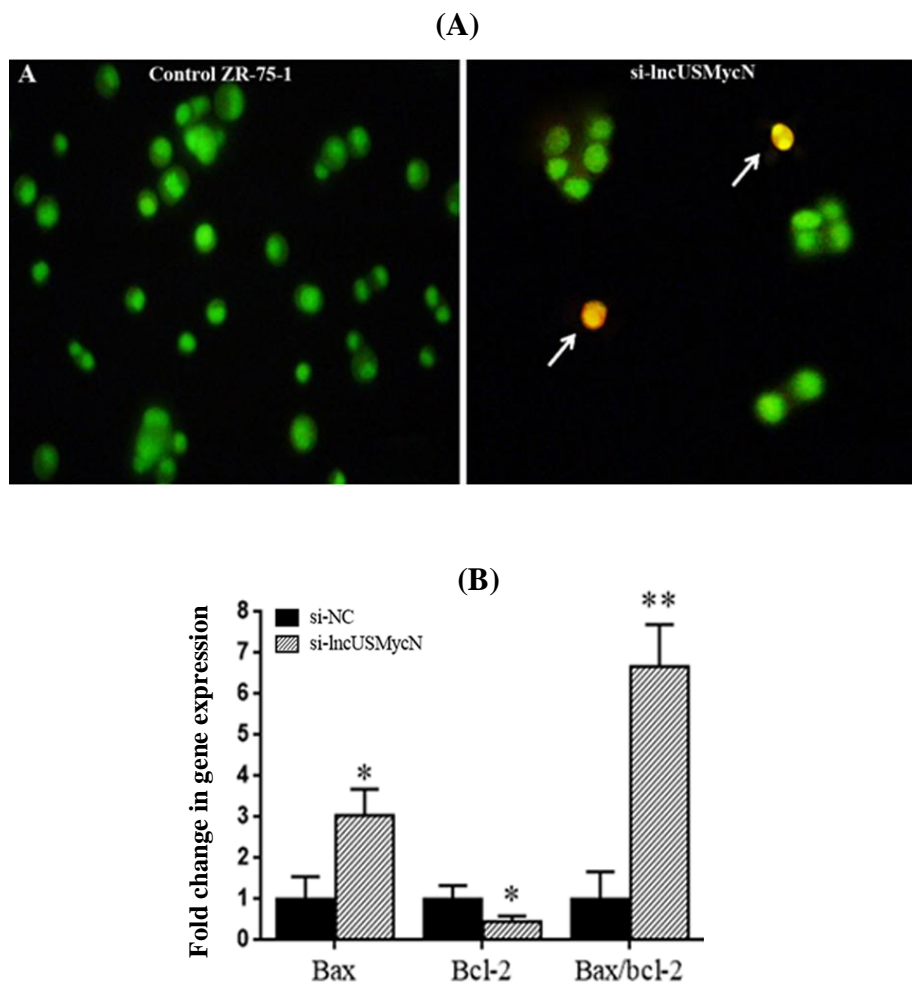 (A)
A
Control ZR-75-1
si-lncUSMycN
(B)
Fold change in gene expression
8
7
6
5
4
3
2
1
0
si-NC
si-lncUSMycN
*
*
**
Bax
Bcl-2
Bax/bcl-2